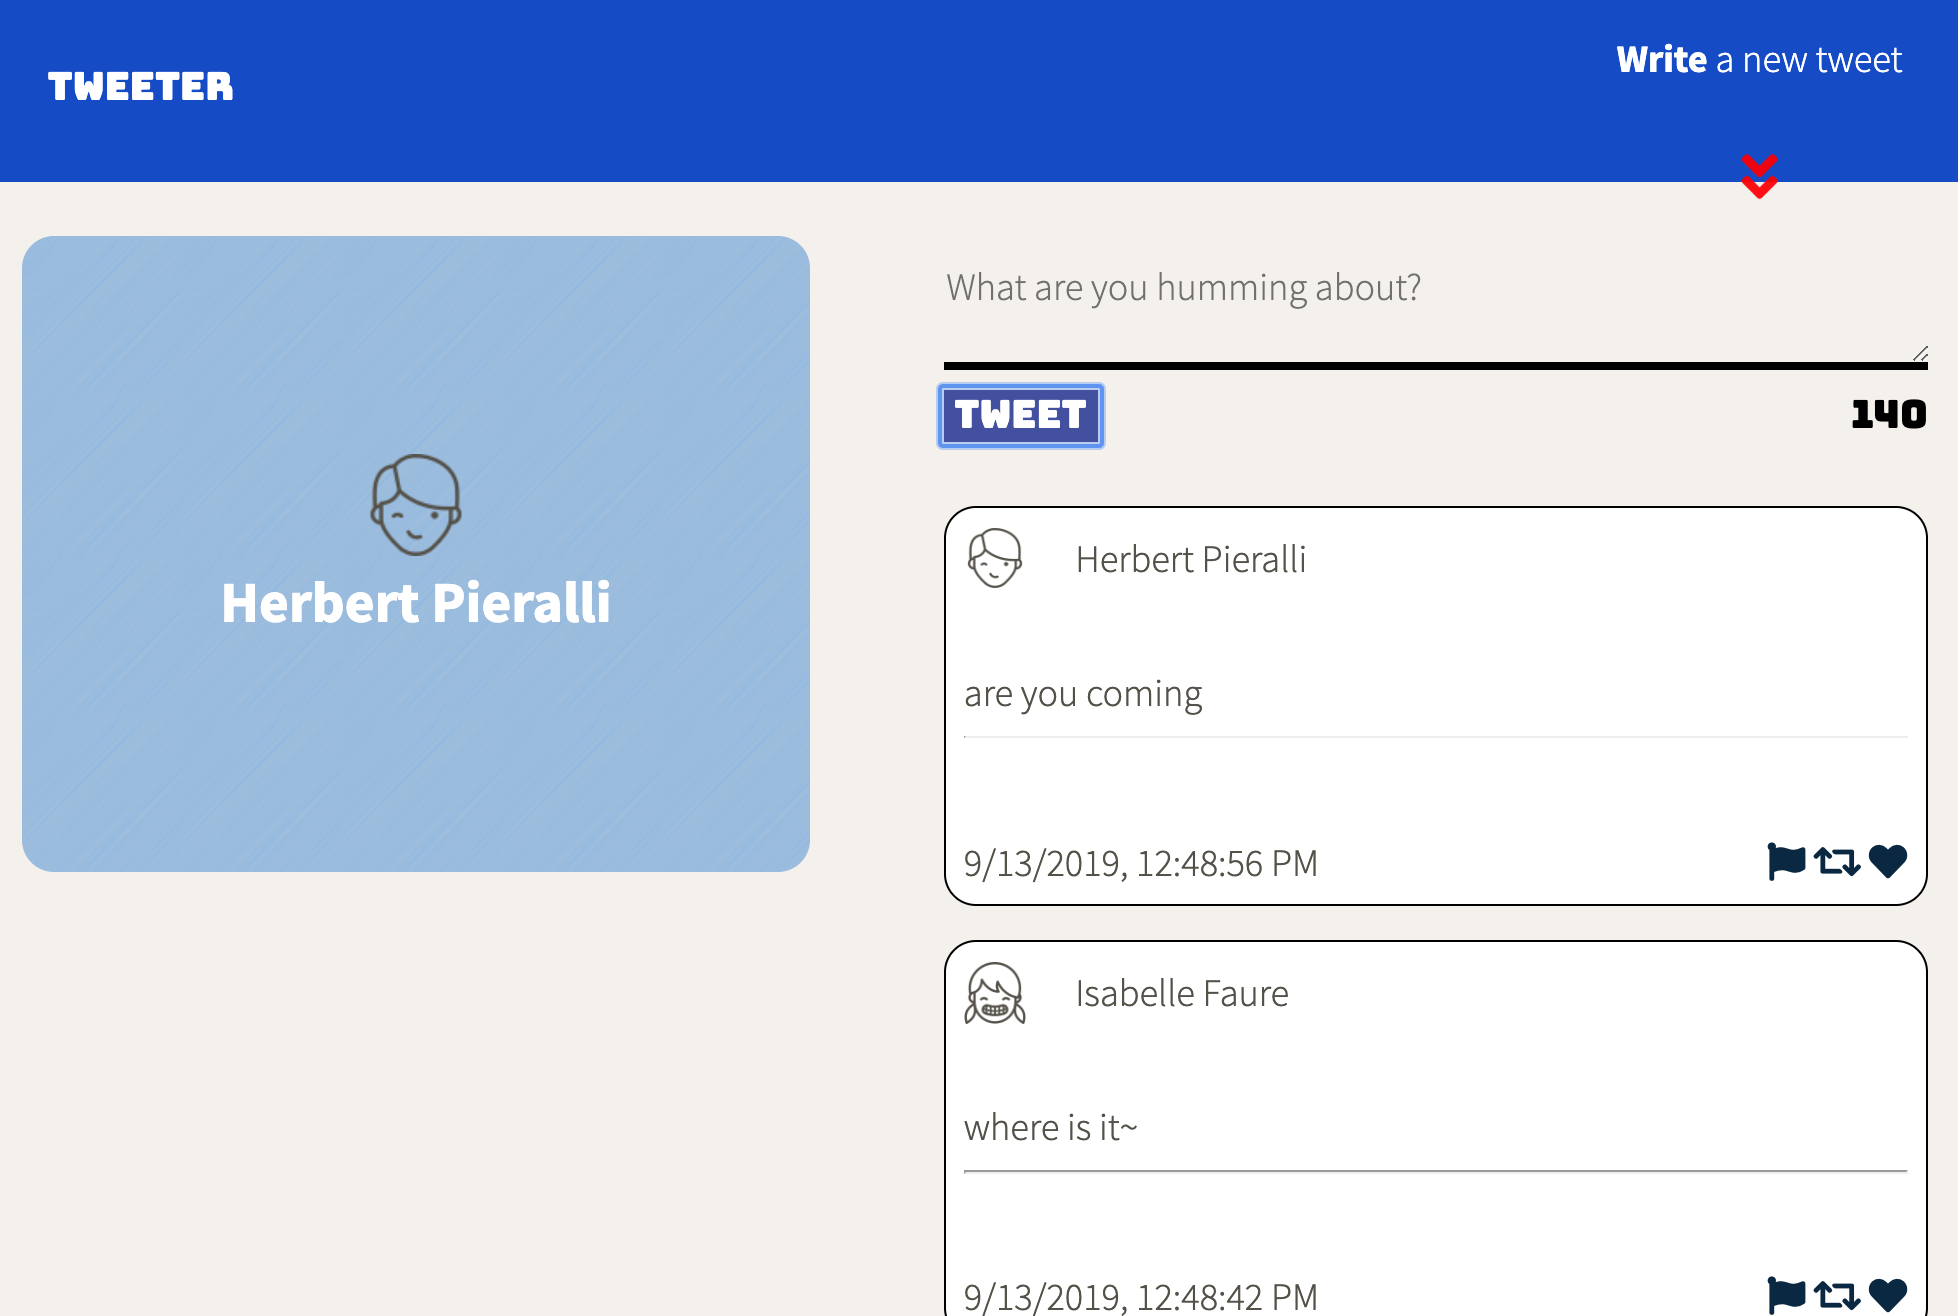 TWEETER
Write a new tweet
Herbert Pieralli
What are you humming about?
TWEET
140
Herbert Pieralli
are you coming
9/13/2019, 12:48:56 PM
Isabelle Faure
where is it~
9/13/2019, 12:48:42 PM